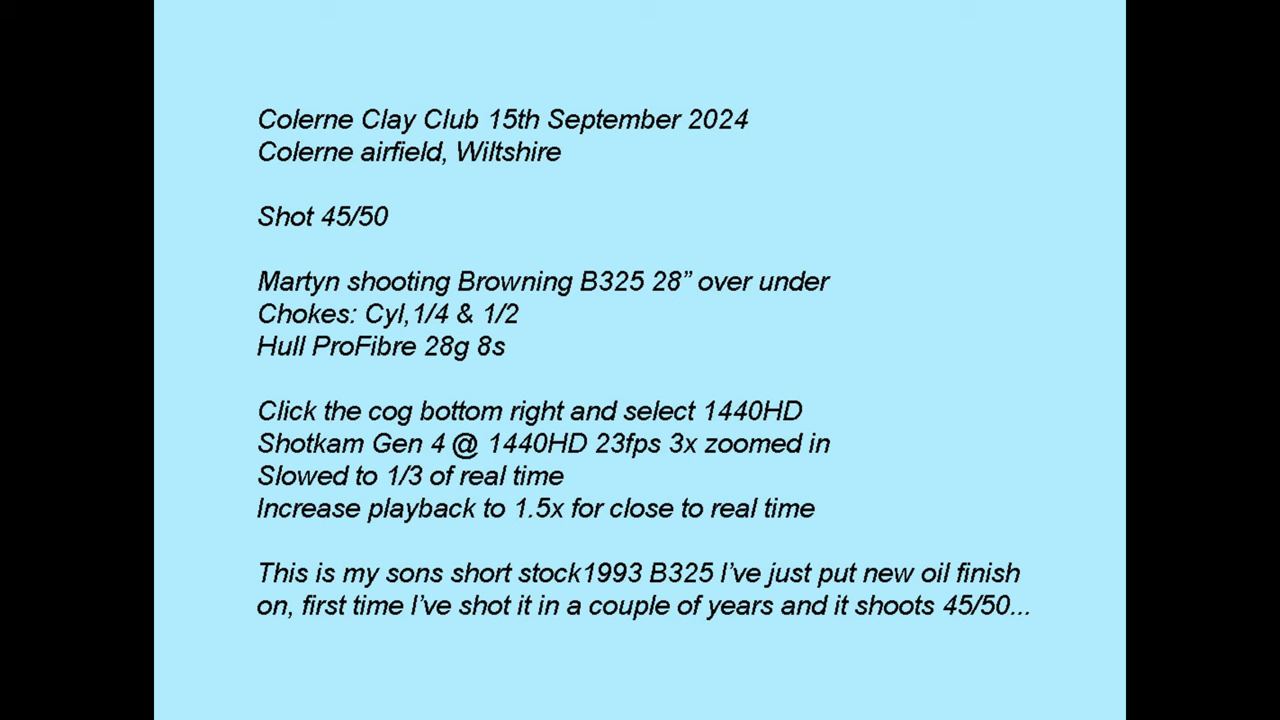 Colerne Clay Club 15th September 2024
Colerne airfield, Wiltshire
Shot 45/50
Martyn shooting Browning B325 28” over under
Chokes: Cyl,1/4 & 1/2
Hull ProFibre 28g 8s
Click the cog bottom right and select 1440HD
Shotkam Gen 4 @ 1440HD 23fps 3x zoomed in
Slowed to 1/3 of real time
Increase playback to 1.5x for close to real time
This is my sons short stock1993 B325 I’ve just put new oil finish
on, first time I’ve shot it in a couple of years and it shoots 45/50...